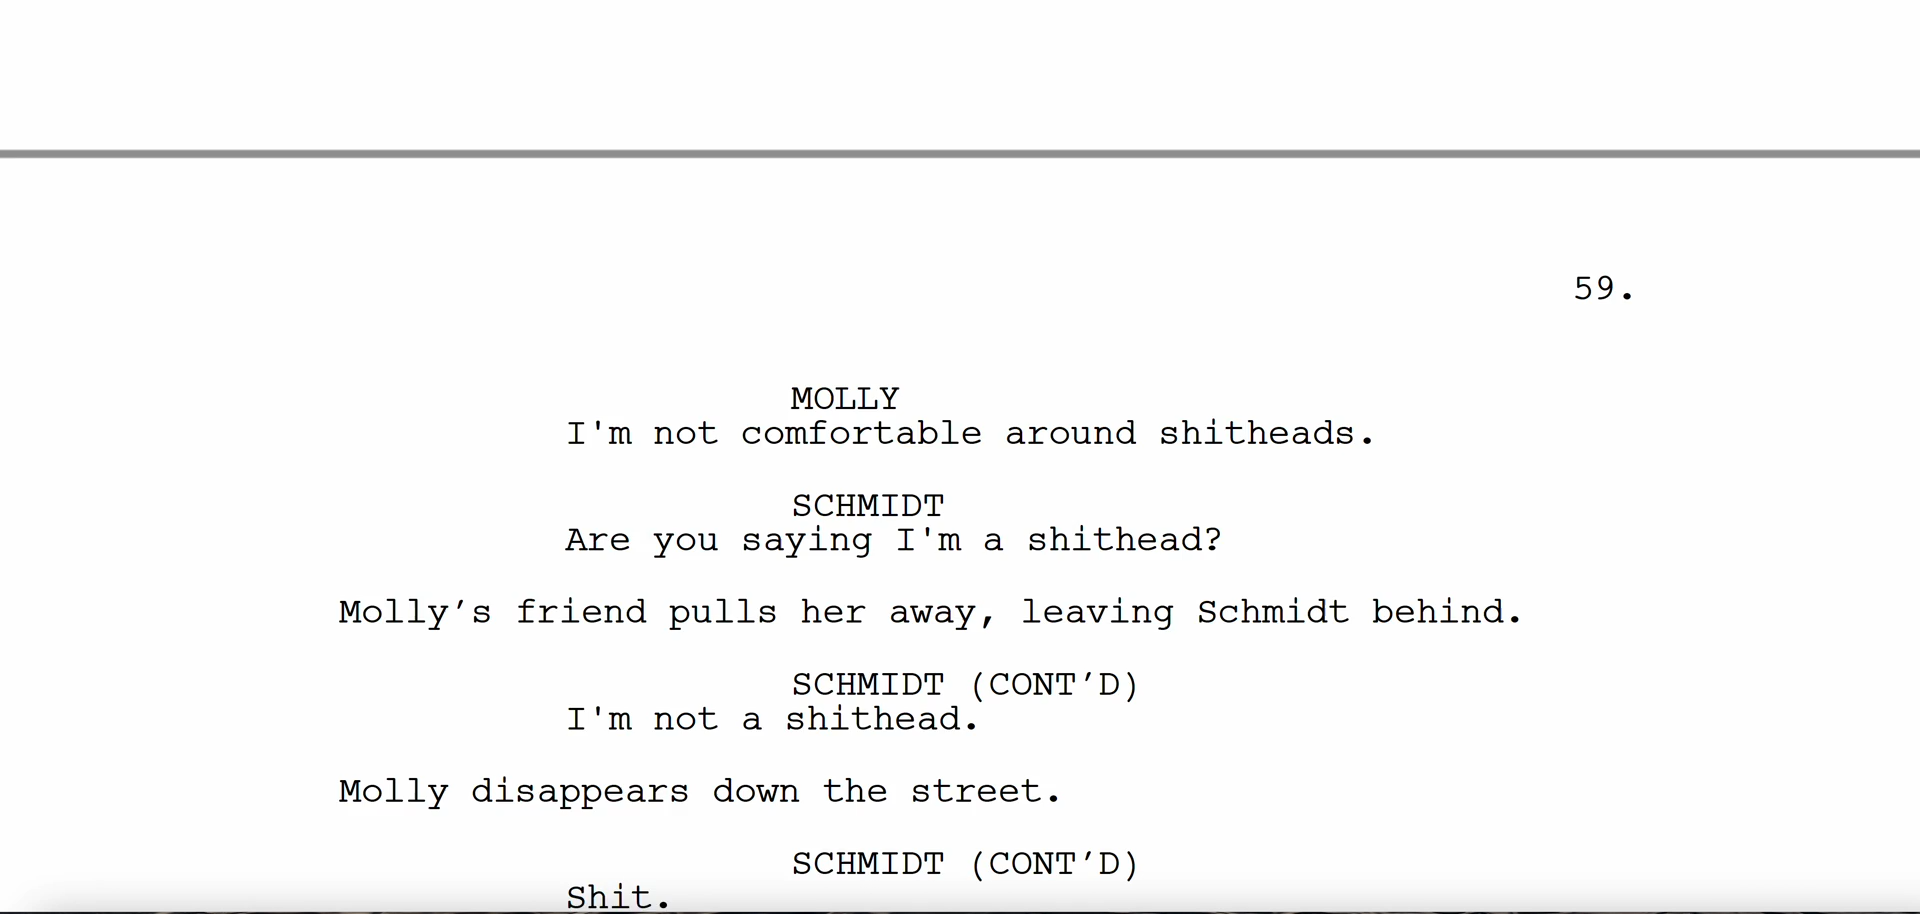 59.
MOLLY
I'm not comfortable around shitheads.
SCHMIDT
Are you saying I'm a shithead?
Molly’s friend pulls her away, leaving Schmidt behind.
SCHMIDT (CONT’D)
I'm not a shithead.
Molly disappears down the street.
SCHMIDT (CONT’D)
Shit.